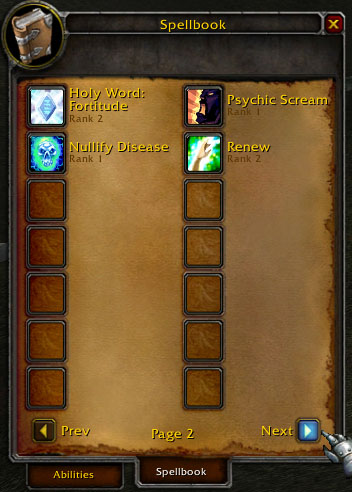 Spellbook
Holy Word:
Fortitude
Rank 2
Psychic Scream
Rank 1
Nullify Disease
Rank 1
Renew
Rank 2
Prev
Page 2
Next
Abilities
Spellbook